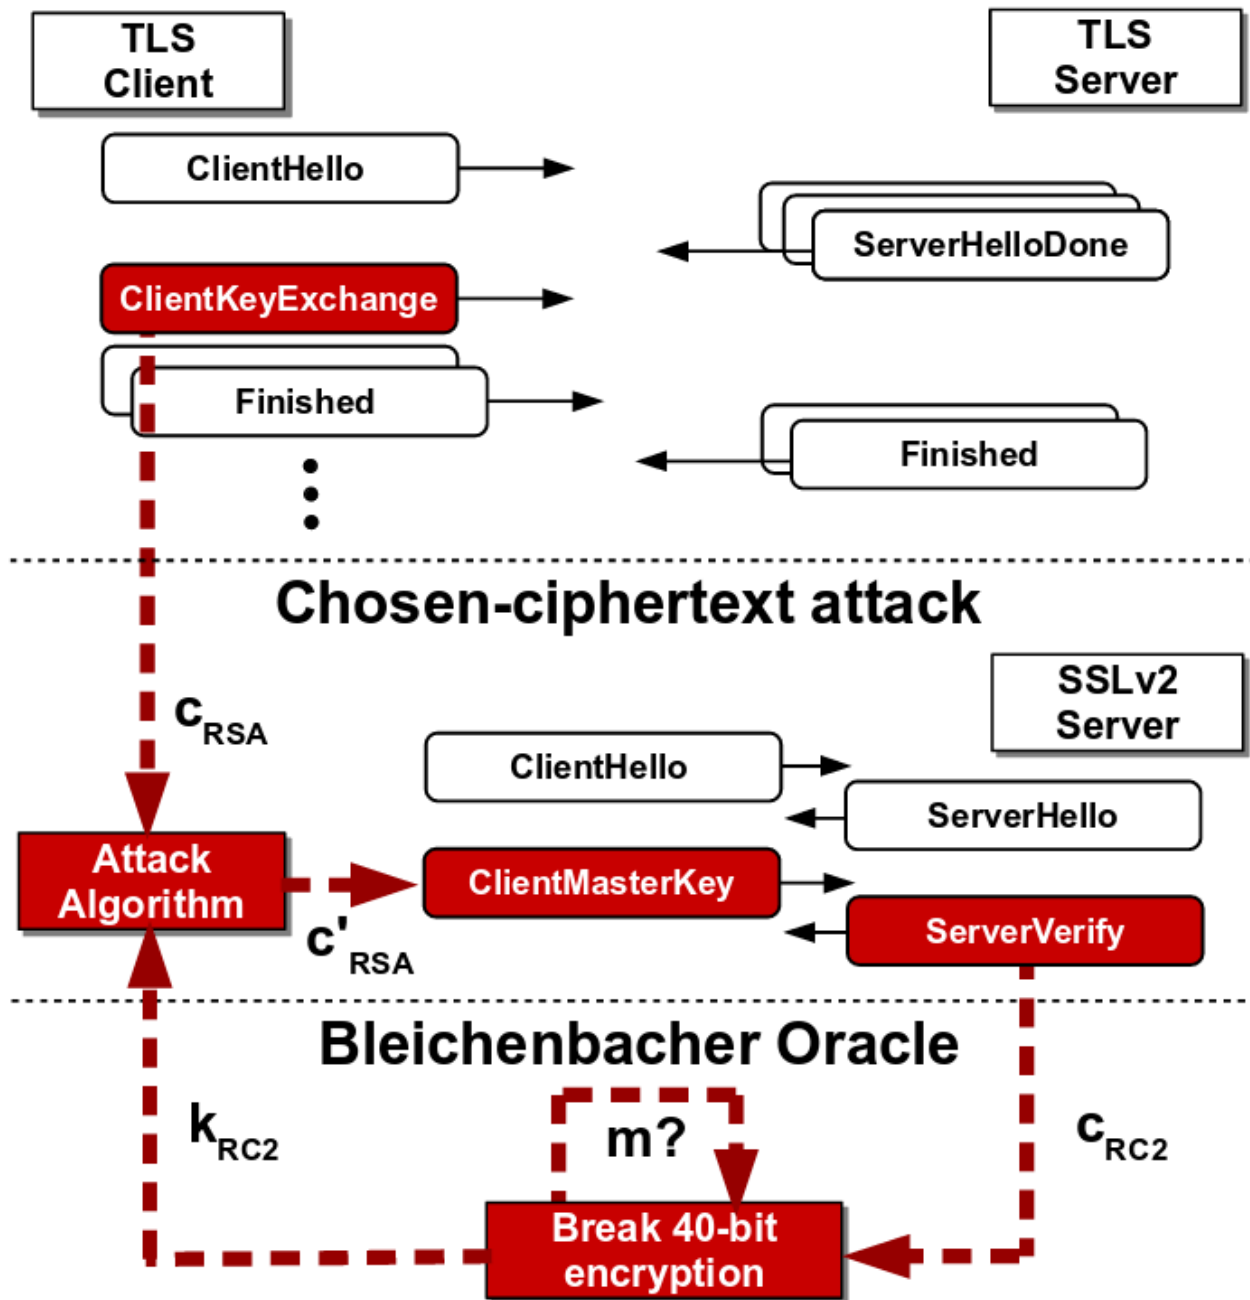 TLS
Client
TLS
Server
ClientHello
ServerHelloDone
ClientKeyExchange
Finished
Finished
Chosen-ciphertext attack
cRSA
SSLv2
Server
ClientHello
ServerHello
Attack
Algorithm
c'RSA
ClientMasterKey
ServerVerify
Bleichenbacher Oracle
kRC2
m?
cRC2
Break 40-bit
encryption